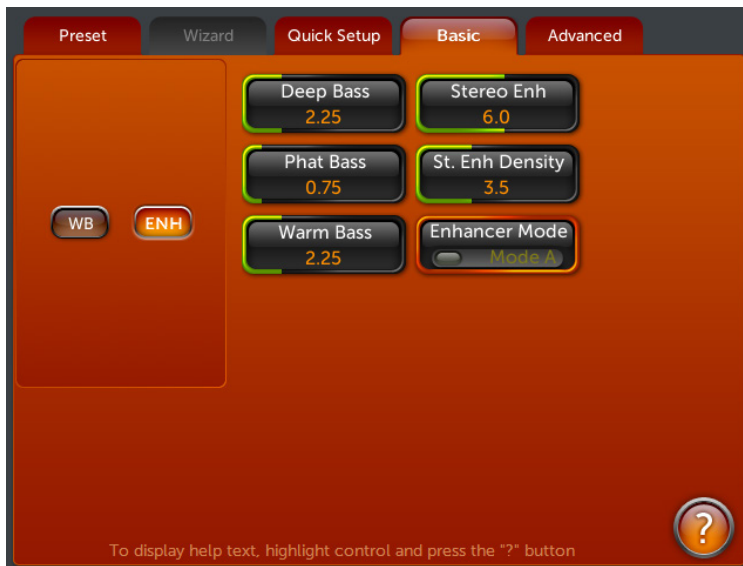 Preset Wizard Quick Setup Basic Advanced
Deep Bass Stereo Enh
2.25 6.0
Phat Bass St. Enh Density
0.75 3.5
WB ENH
Warm Bass Enhancer Mode
2.25 Mode A
?
To display help text, highlight control and press the "?" button